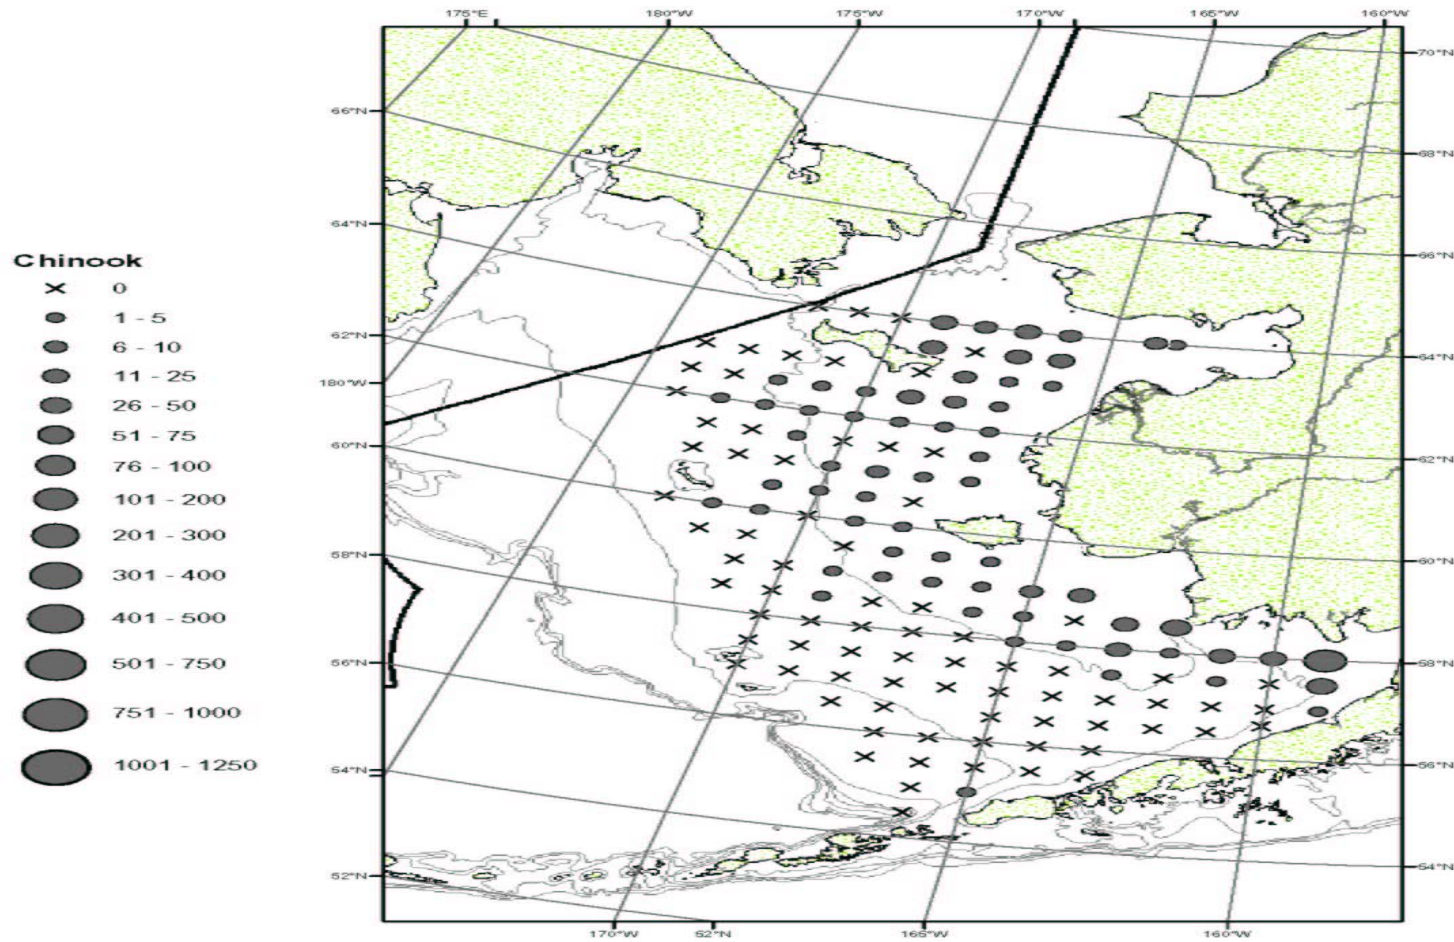 175°E 180°W 175°W 170°W 165°W 160°W
70°N
66°N
68°N
64°N
66°N
Chinook
0
1 - 5
6 - 10
11 - 25
26 - 50
51 - 75
76 - 100
101 - 200
201 - 300
301 - 400
401 - 500
501 - 750
751 - 1000
1001 - 1250
62°N
64°N
180°W
60°N
62°N
58°N
60°N
56°N
58°N
54°N
56°N
52°N
54°N
170°W 52°N 165°W 160°W